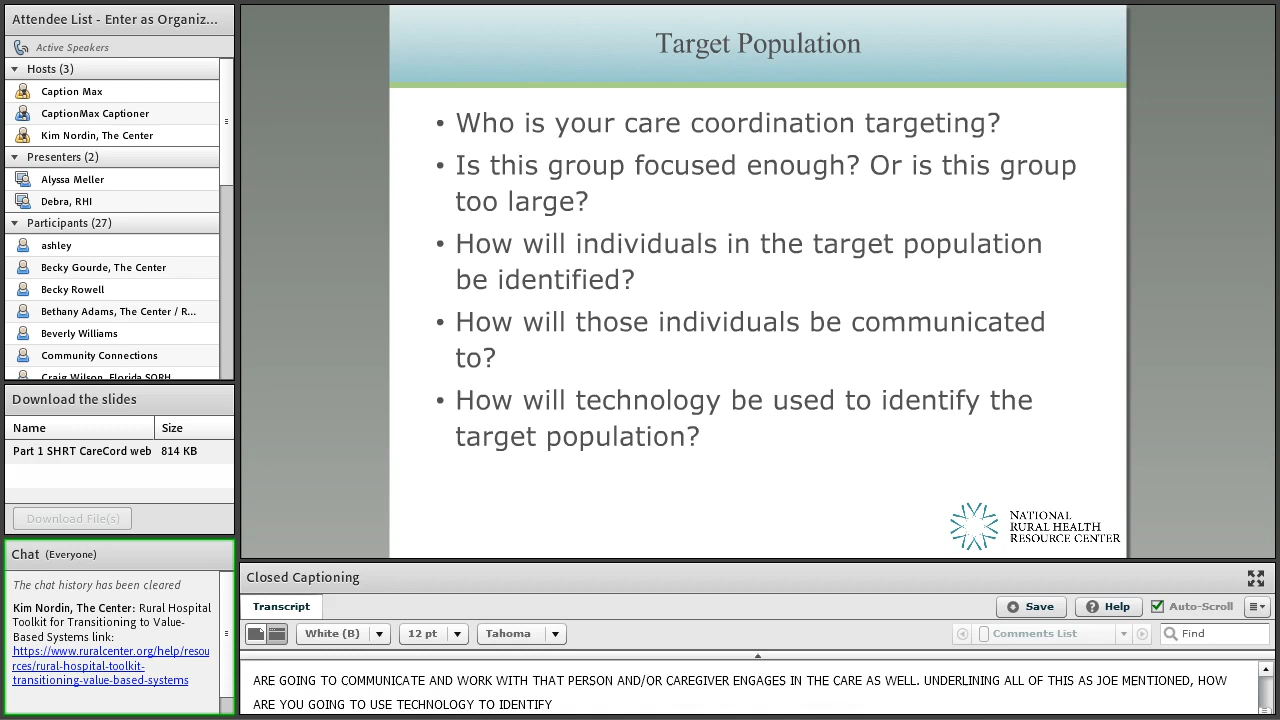 Attendee List - Enter as Organiz...
Active Speakers
Hosts (3)
Caption Max
CaptionMax Captioner
Kim Nordin, The Center
Presenters (2)
Alyssa Meller
Debra, RHI
Participants (27)
ashley
Becky Gourde, The Center
Becky Rowell
Bethany Adams, The Center / R...
Beverly Williams
Community Connections
Craig Wilson, Florida SORH
Download the slides
Name Size
Part 1 SHRT CareCord web 814 KB
Download File(s)
Chat (Everyone)
The chat history has been cleared
Kim Nordin, The Center: Rural Hospital
Toolkit for Transitioning to Value-
Based Systems link:
https://www.ruralcenter.org/help/resou
rces/rural-hospital-toolkit-
transitioning-value-based-systems
Target Population
• Who is your care coordination targeting?
• Is this group focused enough? Or is this group
too large?
• How will individuals in the target population
be identified?
• How will those individuals be communicated
to?
• How will technology be used to identify the
target population?
NATIONAL
RURAL HEALTH
RESOURCE CENTER
Closed Captioning
Transcript Save Help Auto-Scroll
White (B) 12 pt Tahoma Comments List Find
ARE GOING TO COMMUNICATE AND WORK WITH THAT PERSON AND/OR CAREGIVER ENGAGES IN THE CARE AS WELL. UNDERLINING ALL OF THIS AS JOE MENTIONED, HOW
ARE YOU GOING TO USE TECHNOLOGY TO IDENTIFY